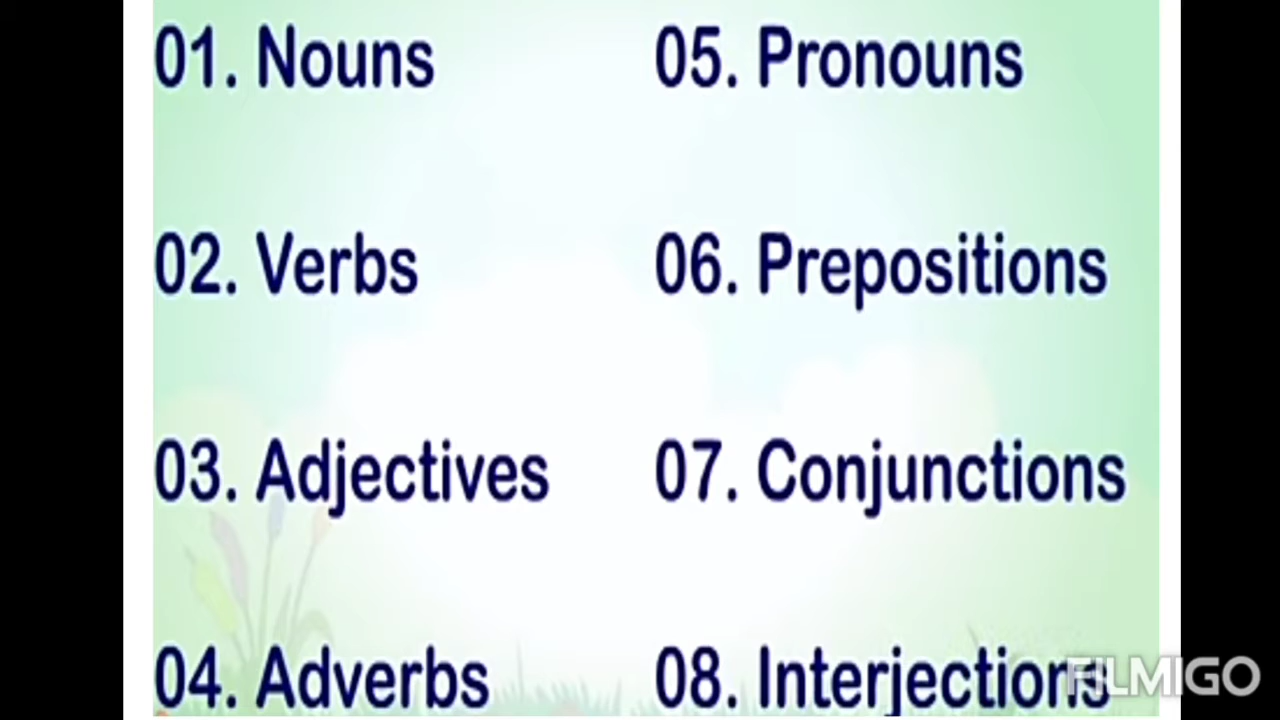 01. Nouns
02. Verbs
03. Adjectives
04. Adverbs
05. Pronouns
06. Prepositions
07. Conjunctions
08. Interjections
FILMIGO